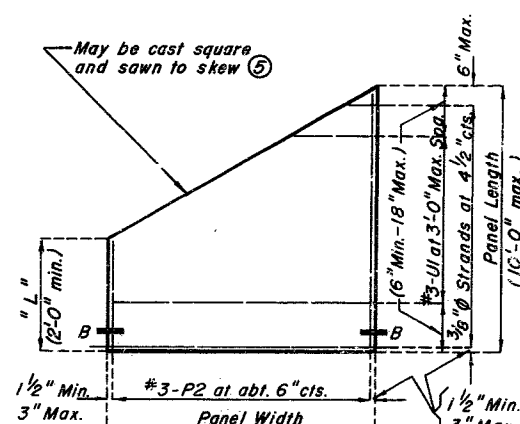 May be cast square
and sawn to skew 5
6" Max.
"L"
(2'-0" min.)
(6" Min.-18" Max.)
#3-U1 at 3'-0" Max. Spg.
3/8" Φ Strands at 4 1/2" cts.
Panel Length
(10'-0" max.)
B
B
1 1/2" Min.
3" Max.
#3-P2 at abt. 6" cts.
Panel Width
1 1/2" Min.
3" Max.